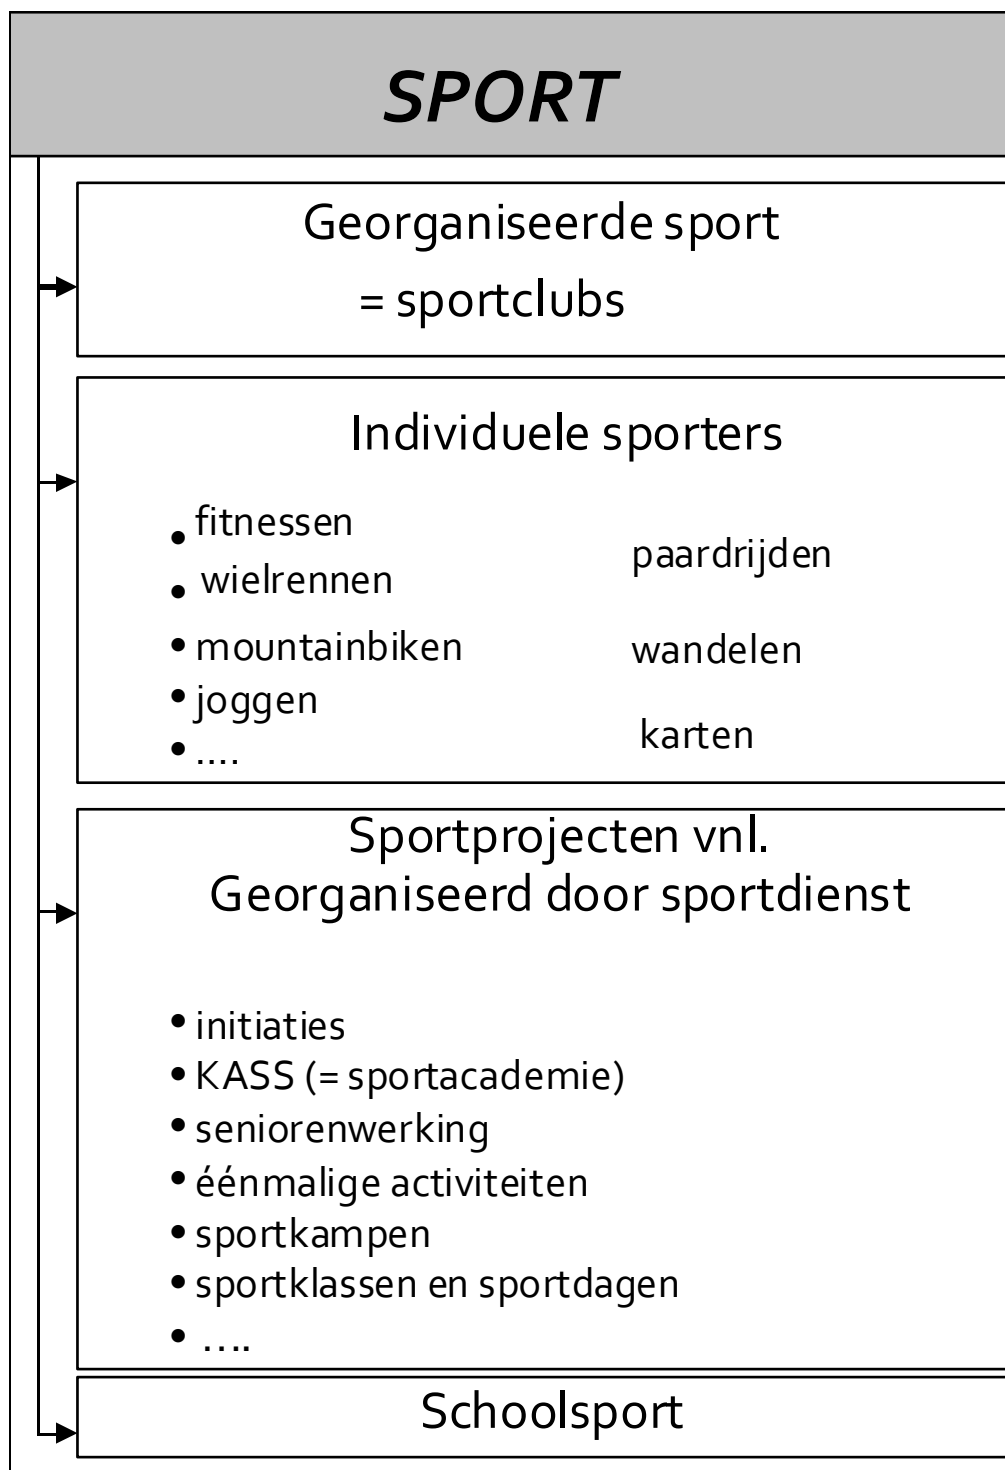 SPORT
Georganiseerde sport
= sportclubs
Individuele sporters
• fitnessen
• wielrennen
• mountainbiken
• joggen
• ....
paardrijden
wandelen
karten
Sportprojecten vnl.
Georganiseerd door sportdienst
• initiaties
• KASS (= sportacademie)
• seniorenwerking
• éénmalige activiteiten
• sportkampen
• sportklassen en sportdagen
• ....
Schoolsport